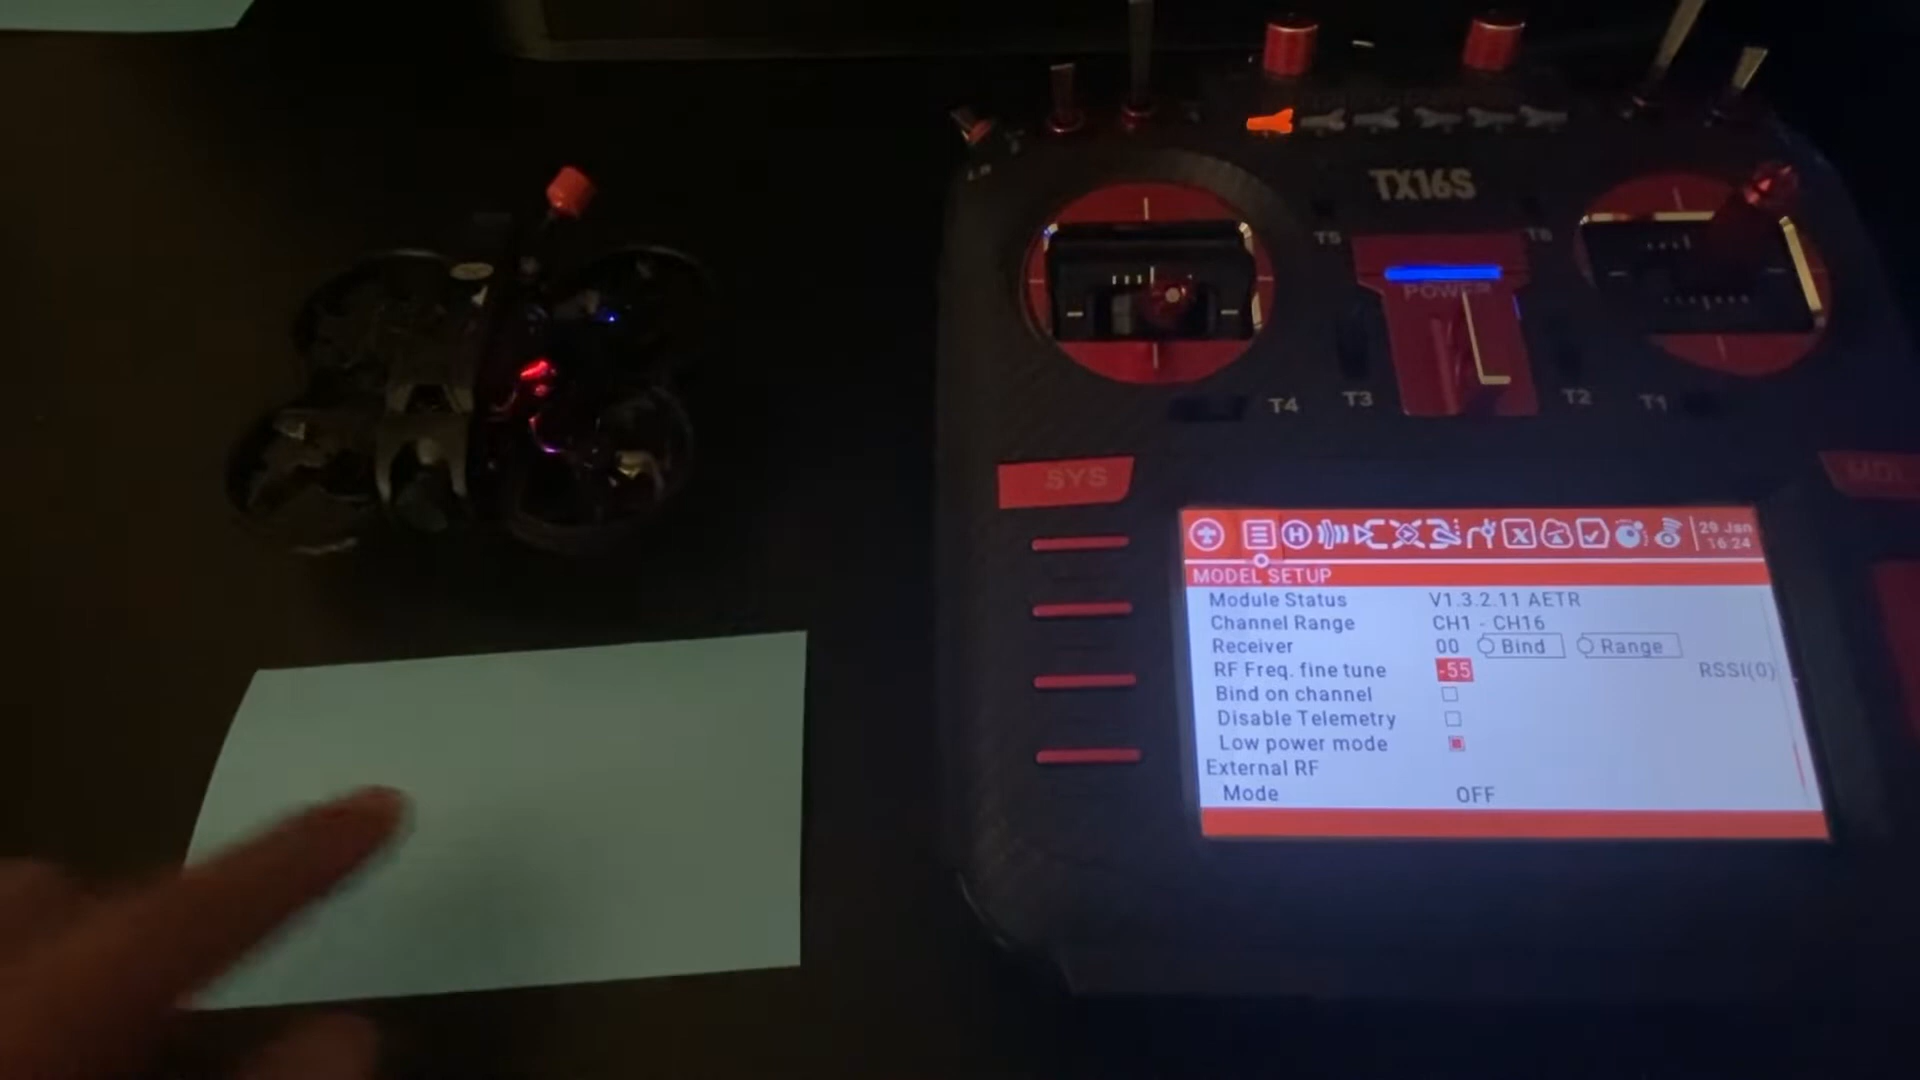 TX16S
T5
T6
POWER
T4
T3
T2
T1
SYS
MDL
29 Jan
16:24
MODEL SETUP
Module Status V1.3.2.11 AETR
Channel Range CH1 - CH16
Receiver 00 Bind Range
RF Freq. fine tune -55 RSSI(0)
Bind on channel
Disable Telemetry
Low power mode
External RF
Mode OFF